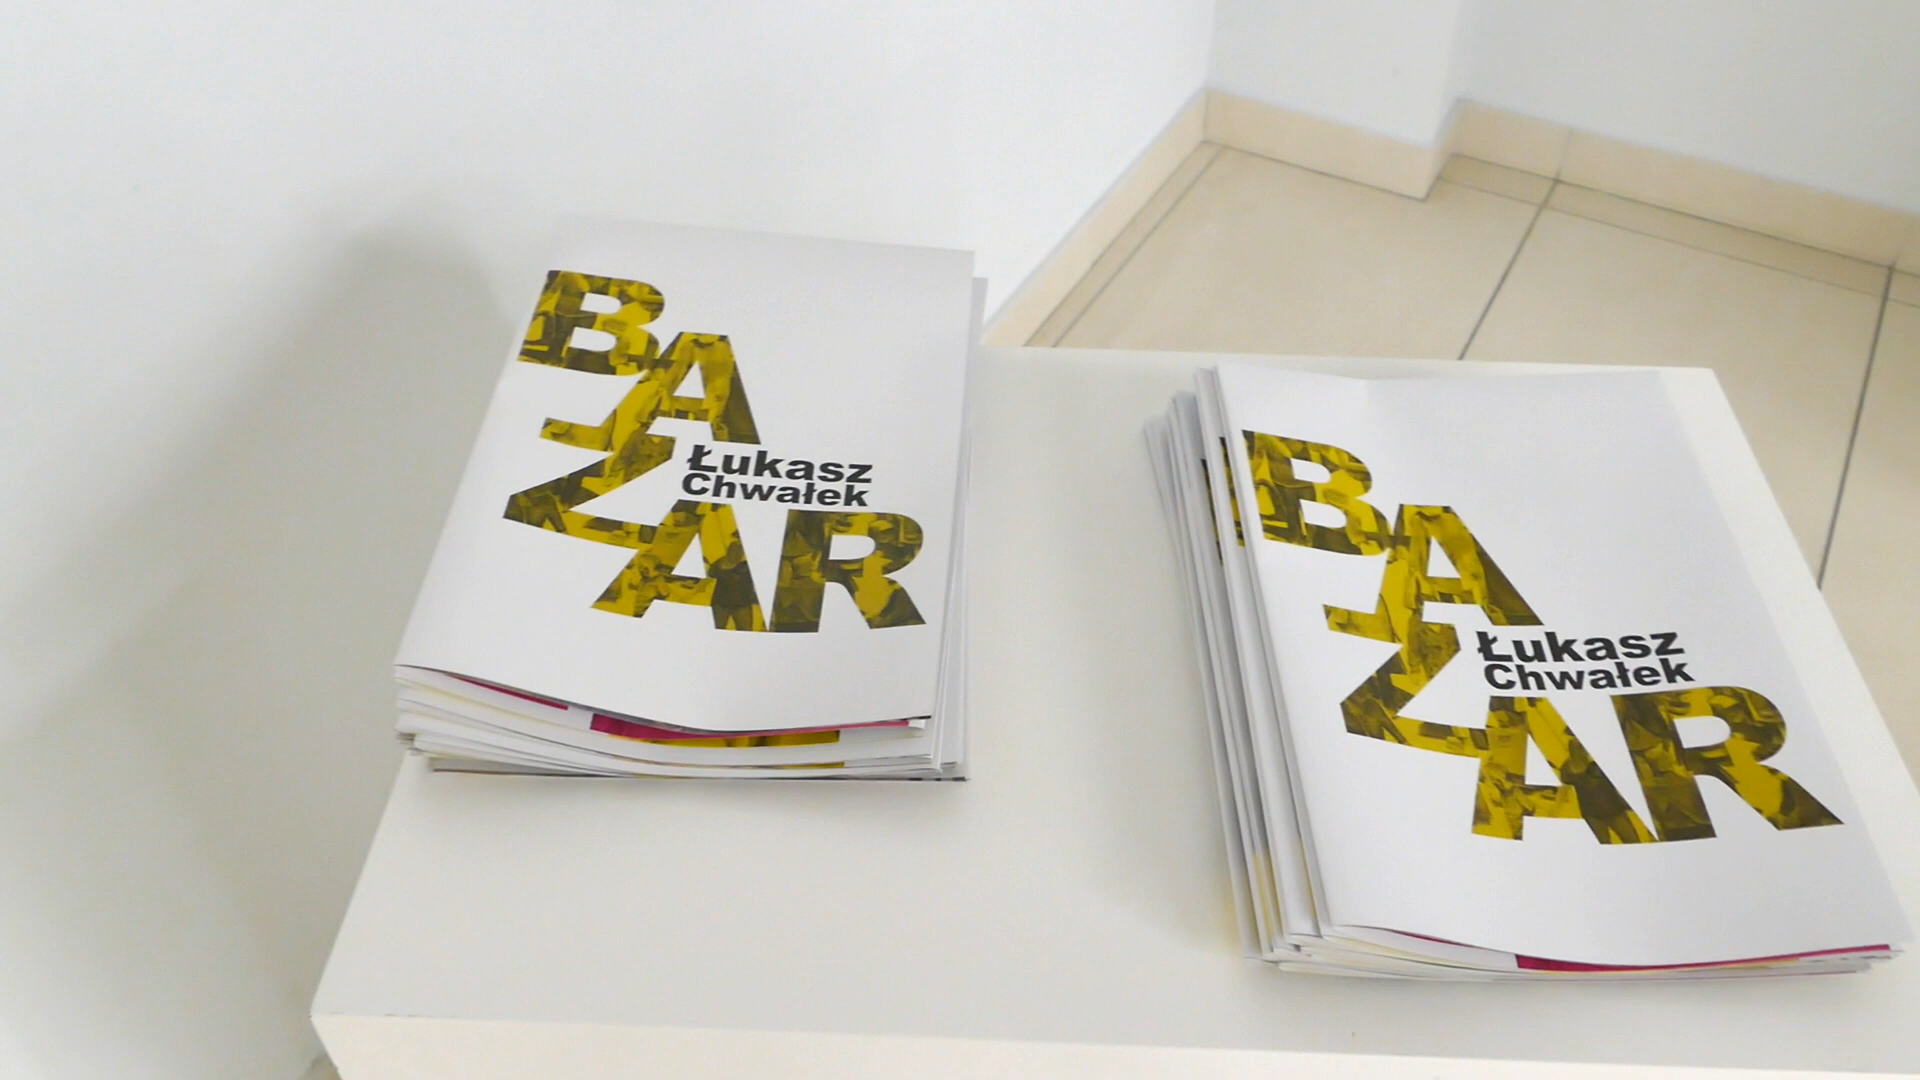 BA
Łukasz
Chwałek
ZAR
BA
Łukasz
Chwałek
ZAR